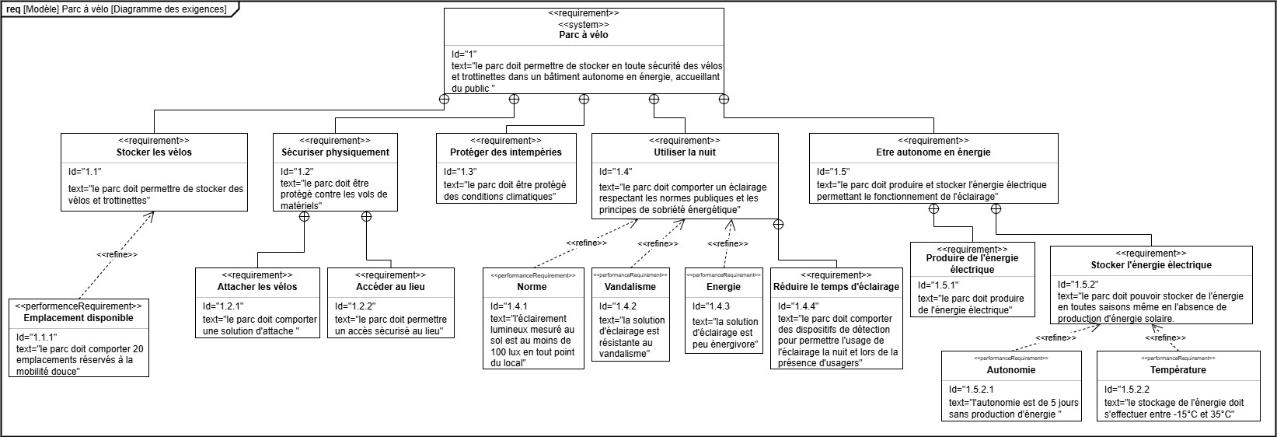 req [Modèle] Parc à vélo [Diagramme des exigences]
<<requirement>>
<<system>>
Parc à vélo
Id="1"
text="le parc doit permettre de stocker en toute sécurité des vélos
et trottinettes dans un bâtiment autonome en énergie, accueillant
du public "
<<requirement>>
Stocker les vélos
Id="1.1"
text="le parc doit permettre de stocker des
vélos et trottinettes"
<<requirement>>
Sécuriser physiquement
Id="1.2"
text="le parc doit être
protégé contre les vols de
matériels"
<<requirement>>
Protéger des intempéries
Id="1.3"
text="le parc doit être protégé
des conditions climatiques"
<<requirement>>
Utiliser la nuit
Id="1.4"
text="le parc doit comporter un éclairage
respectant les normes publiques et les
principes de sobriété énergétique"
<<requirement>>
Etre autonome en énergie
Id="1.5"
text="le parc doit produire et stocker l'énergie électrique
permettant le fonctionnement de l'éclairage"
<<refine>>
<<refine>>
<<refine>>
<<refine>>
<<performenceRequirement>>
Emplacement disponible
Id="1.1.1"
text="le parc doit comporter 20
emplacements réservés à la
mobilité douce"
<<requirement>>
Attacher les vélos
Id="1.2.1"
text="le parc doit comporter
une solution d'attache "
<<requirement>>
Accéder au lieu
Id="1.2.2"
text="le parc doit permettre
un accès sécurisé au lieu"
<<performanceRequirement>>
Norme
Id="1.4.1
text="l'éclairement
lumineux mesuré au
sol est au moins de
100 lux en tout point
du local"
<<performanceRequirement>>
Vandalisme
Id="1.4.2
text="la solution
d'éclairage est
résistante au
vandalisme"
<<performanceRequirement>>
Energie
Id="1.4.3
text="la solution
d'éclairage est
peu énergivore"
<<requirement>>
Réduire le temps d'éclairage
Id="1.4.4"
text="le parc doit comporter
des dispositifs de détection
pour permettre l'usage de
l'éclairage la nuit et lors de la
présence d'usagers"
<<requirement>>
Produire de l'énergie
électrique
Id="1.5.1"
text="le parc doit produire
de l'énergie électrique"
<<requirement>>
Stocker l'énergie électrique
Id="1.5.2"
text="le parc doit pouvoir stocker de l'énergie
en toutes saisons même en l'absence de
production d'énergie solaire.
<<refine>>
<<refine>>
<<performanceRequirement>>
Autonomie
Id="1.5.2.1
text="l'autonomie est de 5 jours
sans production d'énergie "
<<performanceRequirement>>
Température
Id="1.5.2.2
text="le stockage de l'énergie doit
s'effectuer entre -15°C et 35°C"